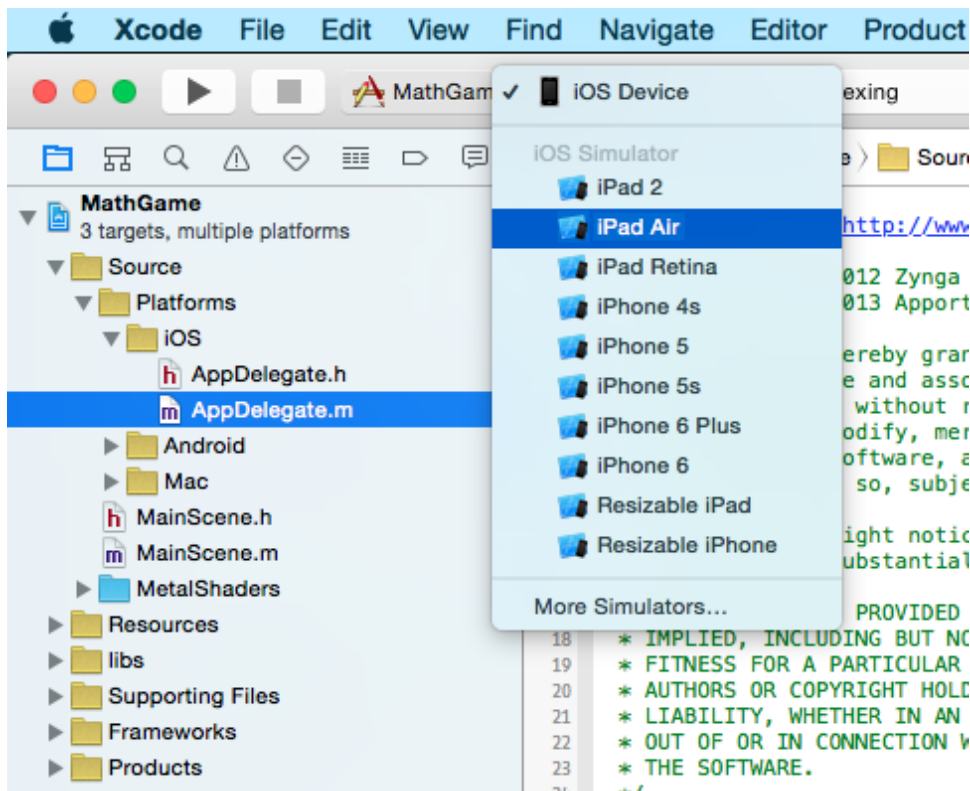 Xcode File Edit View Find Navigate Editor Product
MathGam
✓ iOS Device
exing
iOS Simulator
iPad 2
iPad Air
iPad Retina
iPhone 4s
iPhone 5
iPhone 5s
iPhone 6 Plus
iPhone 6
Resizable iPad
Resizable iPhone
More Simulators...
MathGame
3 targets, multiple platforms
Source
Platforms
iOS
h AppDelegate.h
m AppDelegate.m
Android
Mac
h MainScene.h
m MainScene.m
MetalShaders
Resources
libs
Supporting Files
Frameworks
Products
e Sour
http://www
012 Zynga
013 Apport
ereby gran
e and asso
without r
odify, mer
oftware, a
so, subje
ight notic
ubstantial
PROVIDED
18 * IMPLIED, INCLUDING BUT NO
19 * FITNESS FOR A PARTICULAR
20 * AUTHORS OR COPYRIGHT HOLD
21 * LIABILITY, WHETHER IN AN
22 * OUT OF OR IN CONNECTION W
23 * THE SOFTWARE.